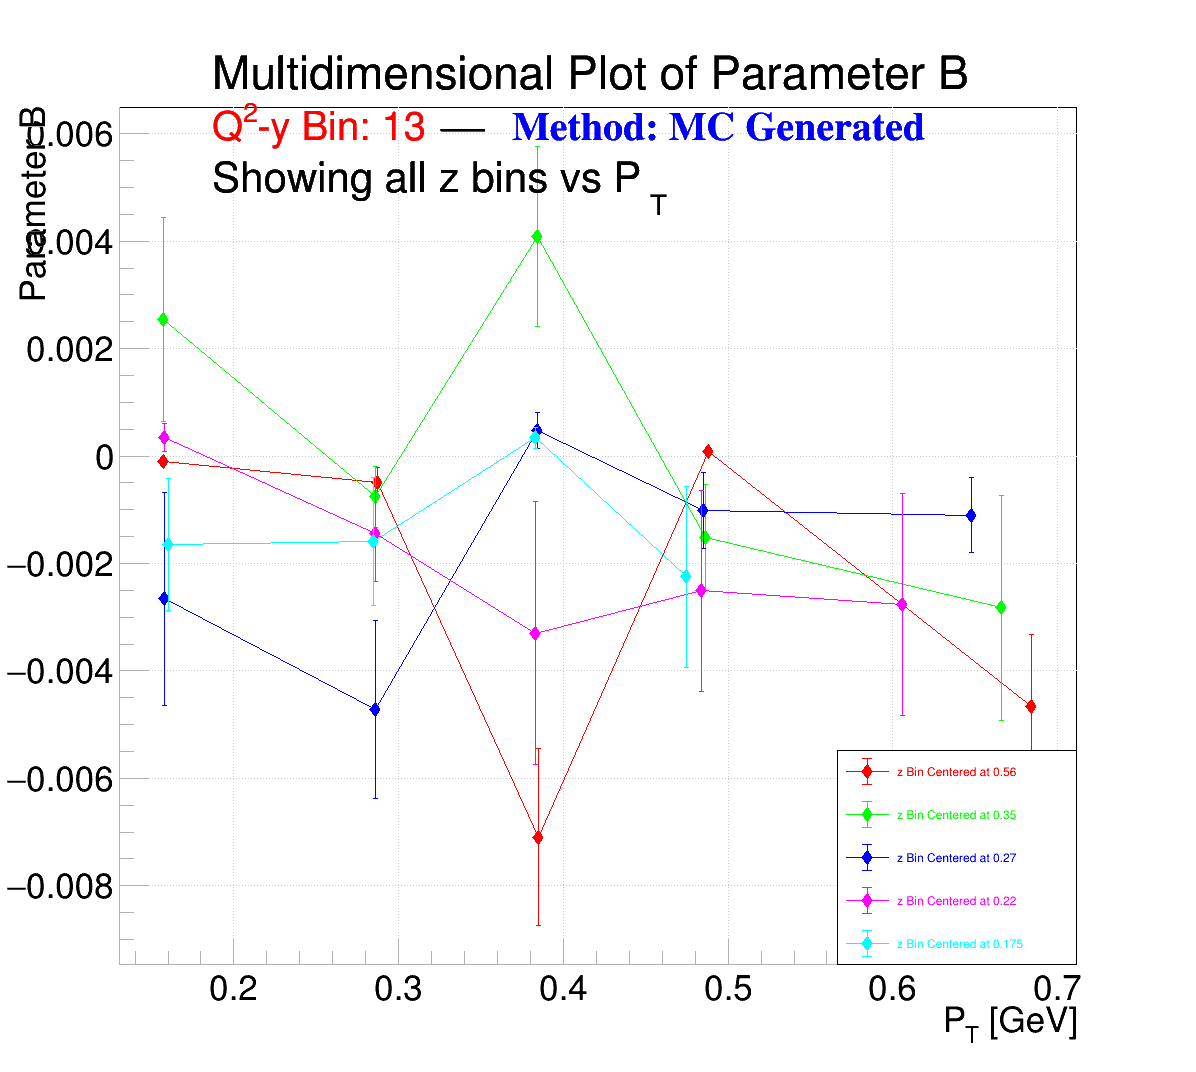 Multidimensional Plot of Parameter B
Q²-y Bin: 13 — Method: MC Generated
Showing all z bins vs P_T
Parameter B
0.006
0.004
0.002
0
−0.002
−0.004
−0.006
−0.008
z Bin Centered at 0.56
z Bin Centered at 0.35
z Bin Centered at 0.27
z Bin Centered at 0.22
z Bin Centered at 0.175
0.2 0.3 0.4 0.5 0.6 0.7
P_T [GeV]